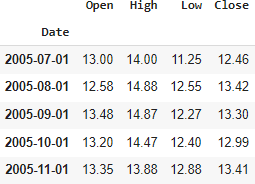 Open High Low Close
Date
2005-07-01 13.00 14.00 11.25 12.46
2005-08-01 12.58 14.88 12.55 13.42
2005-09-01 13.48 14.87 12.27 13.30
2005-10-01 13.20 14.47 12.40 12.99
2005-11-01 13.35 13.88 12.88 13.41